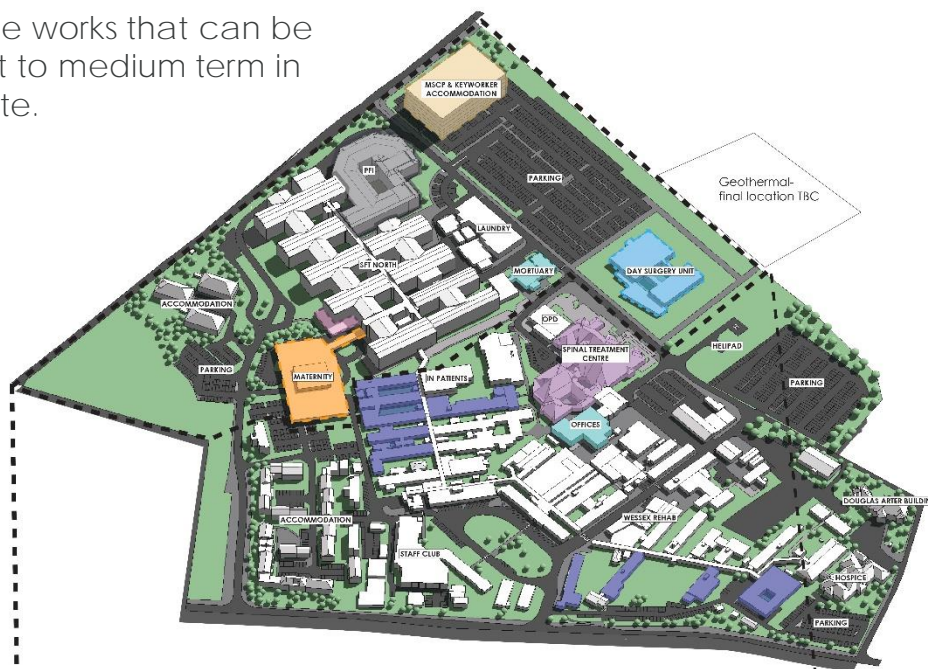 e works that can be
t to medium term in
te.
MSCP & KEYWORKER
ACCOMMODATION
PFI
PARKING
Geothermal-
final location TBC
LAUNDRY
SFT NORTH
MORTUARY
DAY SURGERY UNIT
ACCOMMODATION
OPD
SPINAL TREATMENT
CENTRE
HELIPAD
H
PARKING
MATERNITY
IN PATIENTS
PARKING
OFFICES
DOUGLAS ARTER BUILDIN
WESSEX REHAB
ACCOMMODATION
STAFF CLUB
HOSPICE
PARKING